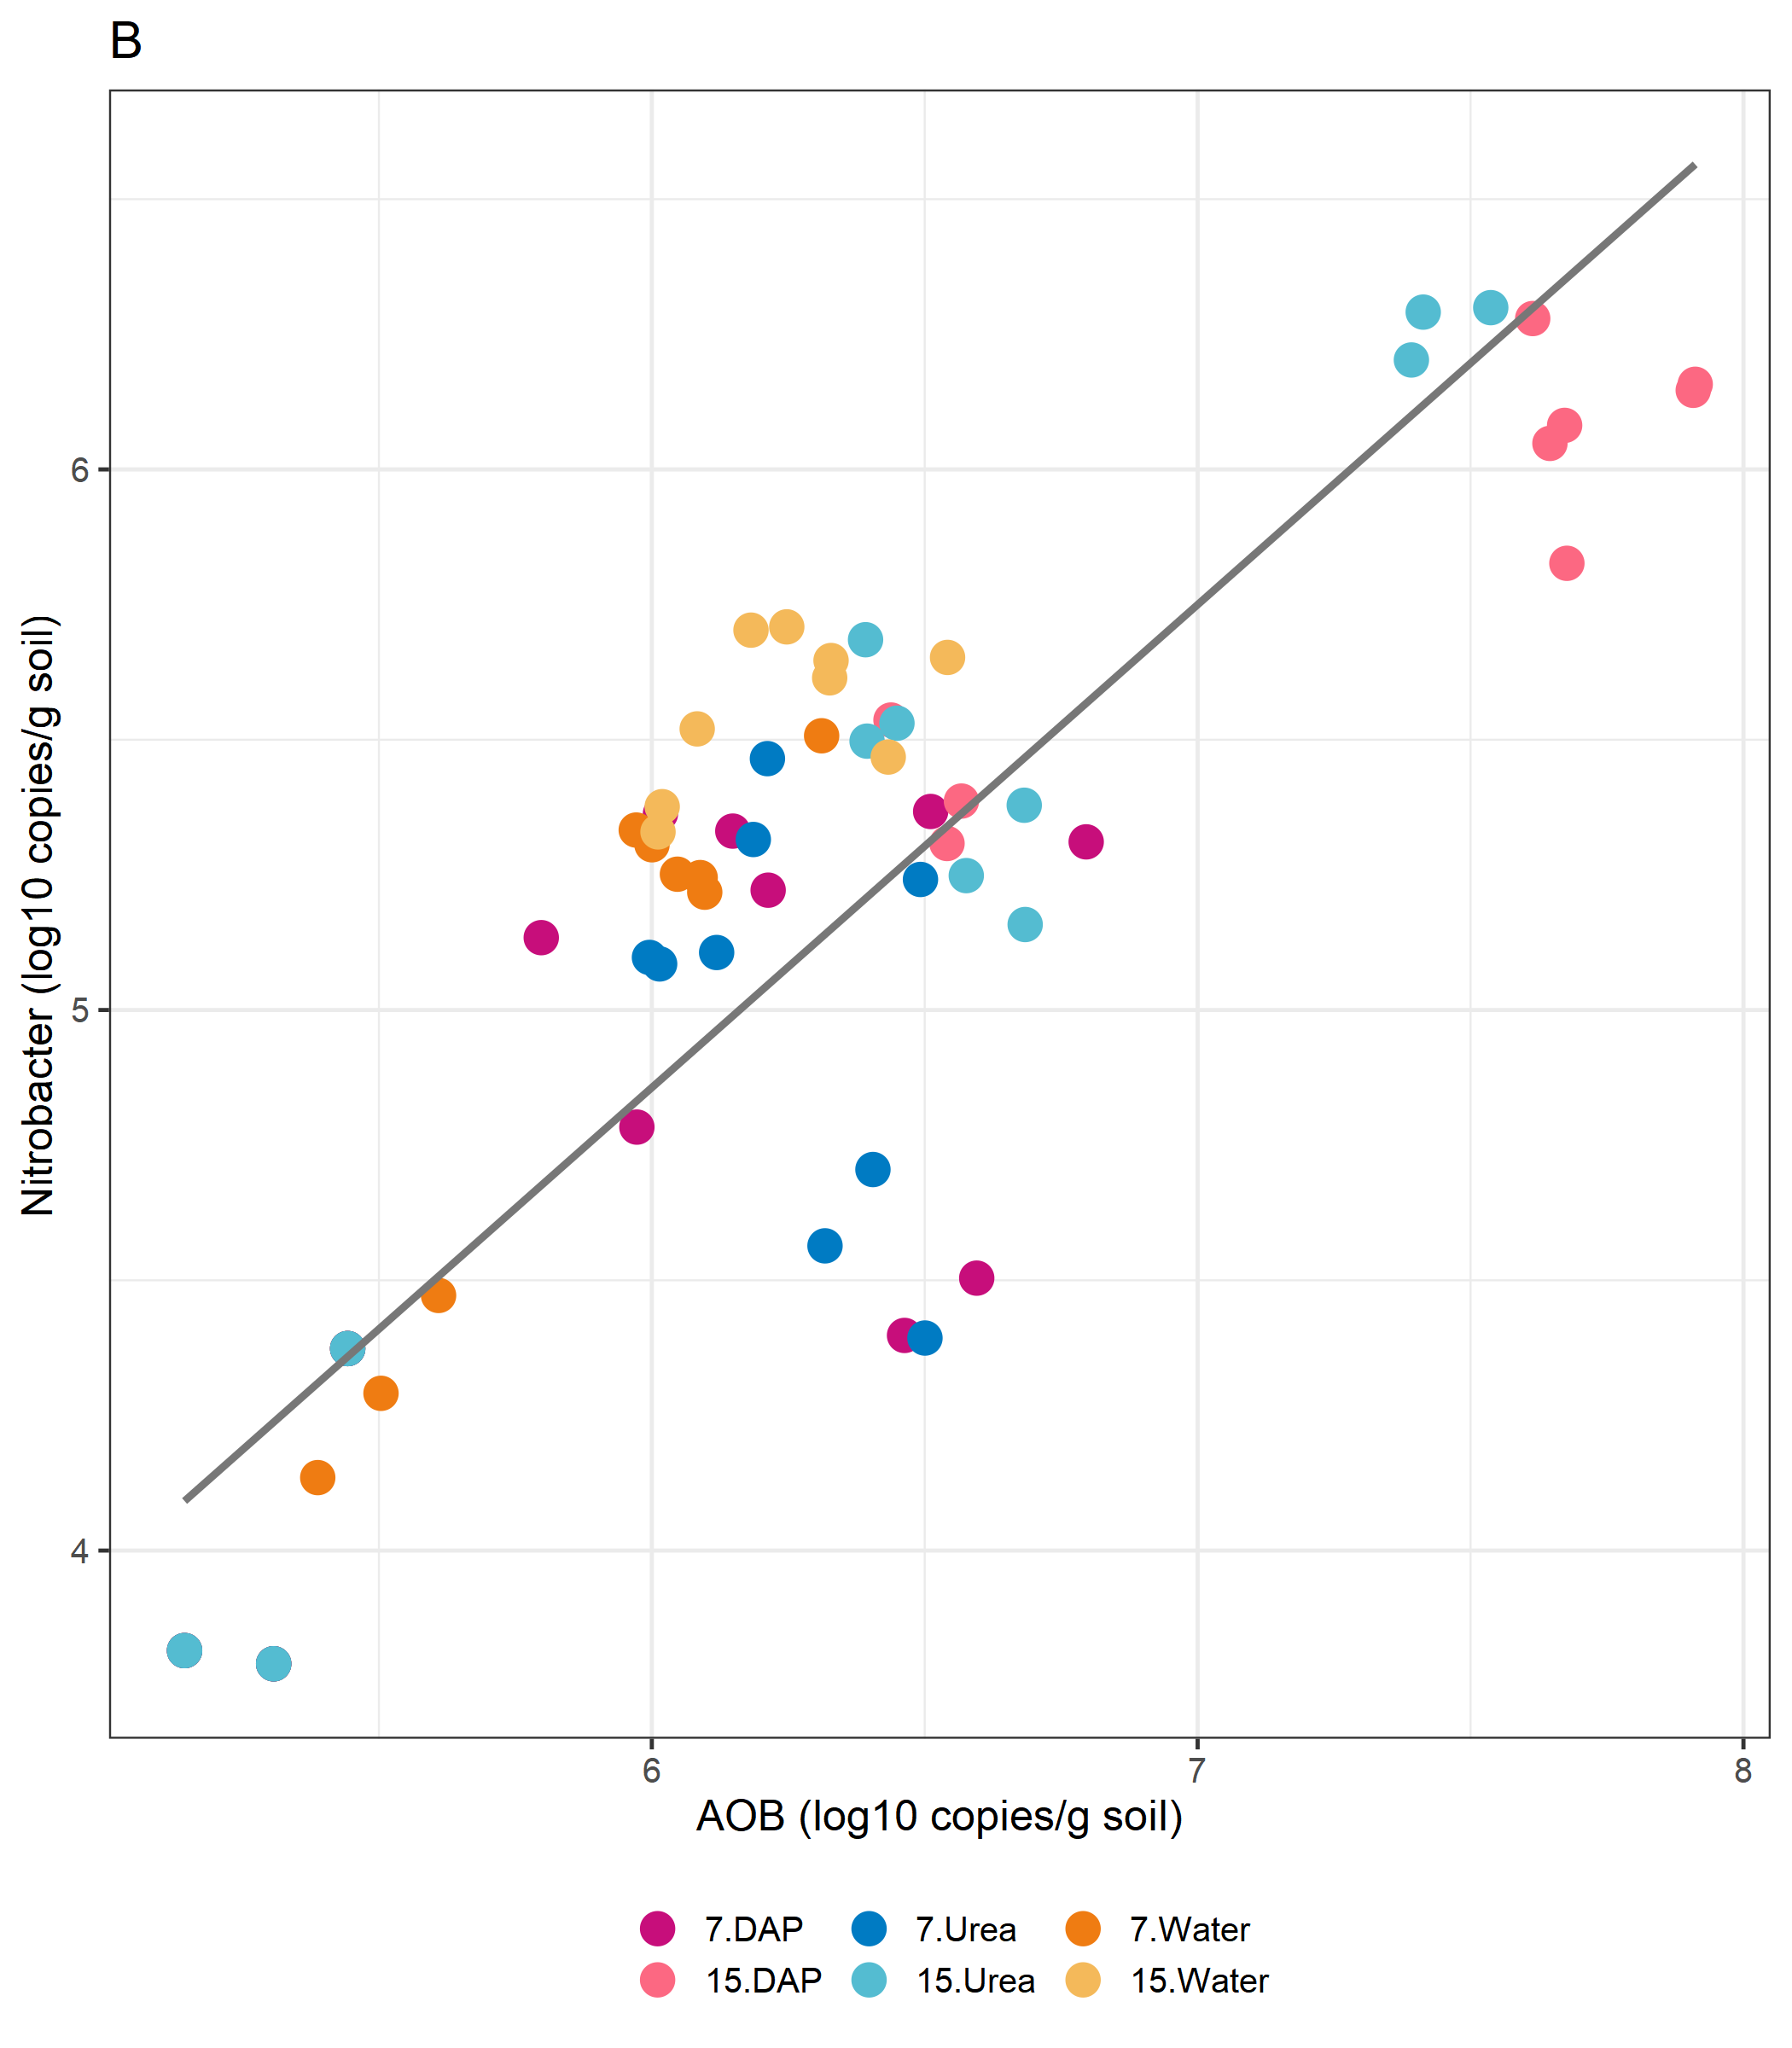 B
Nitrobacter (log10 copies/g soil)
6
5
4
6 7 8
AOB (log10 copies/g soil)
7.DAP 7.Urea 7.Water
15.DAP 15.Urea 15.Water